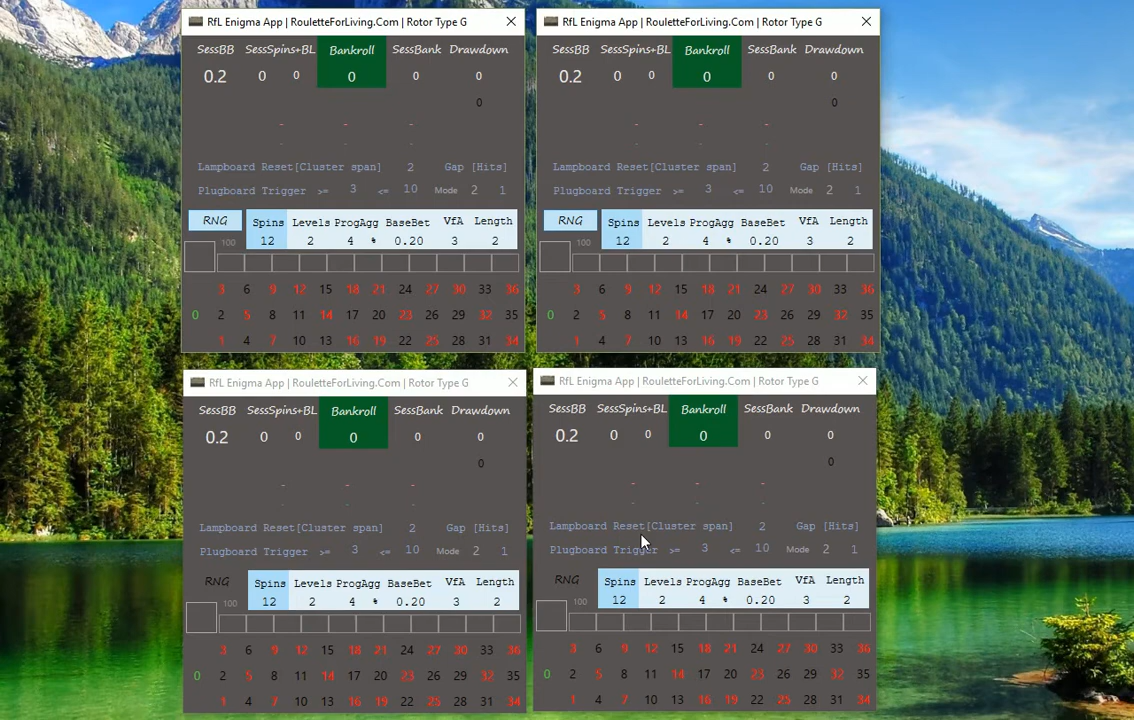 RfL Enigma App | RouletteForLiving.Com | Rotor Type G
SessBB SessSpins+BL Bankroll SessBank Drawdown
0.2 0 0 0 0 0
0
- - -
- - -
Lampboard Reset[Cluster span] 2 Gap [Hits]
Plugboard Trigger >= 3 <= 10 Mode 2 1
RNG Spins Levels ProgAgg BaseBet VfA Length
12 2 4 % 0.20 3 2
100
3 6 9 12 15 18 21 24 27 30 33 36
0 2 5 8 11 14 17 20 23 26 29 32 35
1 4 7 10 13 16 19 22 25 28 31 34
RfL Enigma App | RouletteForLiving.Com | Rotor Type G
SessBB SessSpins+BL Bankroll SessBank Drawdown
0.2 0 0 0 0 0
0
- - -
- - -
Lampboard Reset[Cluster span] 2 Gap [Hits]
Plugboard Trigger >= 3 <= 10 Mode 2 1
RNG Spins Levels ProgAgg BaseBet VfA Length
12 2 4 % 0.20 3 2
100
3 6 9 12 15 18 21 24 27 30 33 36
0 2 5 8 11 14 17 20 23 26 29 32 35
1 4 7 10 13 16 19 22 25 28 31 34
RfL Enigma App | RouletteForLiving.Com | Rotor Type G
SessBB SessSpins+BL Bankroll SessBank Drawdown
0.2 0 0 0 0 0
0
- - -
- - -
Lampboard Reset[Cluster span] 2 Gap [Hits]
Plugboard Trigger >= 3 <= 10 Mode 2 1
RNG Spins Levels ProgAgg BaseBet VfA Length
12 2 4 % 0.20 3 2
100
3 6 9 12 15 18 21 24 27 30 33 36
0 2 5 8 11 14 17 20 23 26 29 32 35
1 4 7 10 13 16 19 22 25 28 31 34
RfL Enigma App | RouletteForLiving.Com | Rotor Type G
SessBB SessSpins+BL Bankroll SessBank Drawdown
0.2 0 0 0 0 0
0
- - -
- - -
Lampboard Reset[Cluster span] 2 Gap [Hits]
Plugboard Trigger >= 3 <= 10 Mode 2 1
RNG Spins Levels ProgAgg BaseBet VfA Length
12 2 4 % 0.20 3 2
100
3 6 9 12 15 18 21 24 27 30 33 36
0 2 5 8 11 14 17 20 23 26 29 32 35
1 4 7 10 13 16 19 22 25 28 31 34